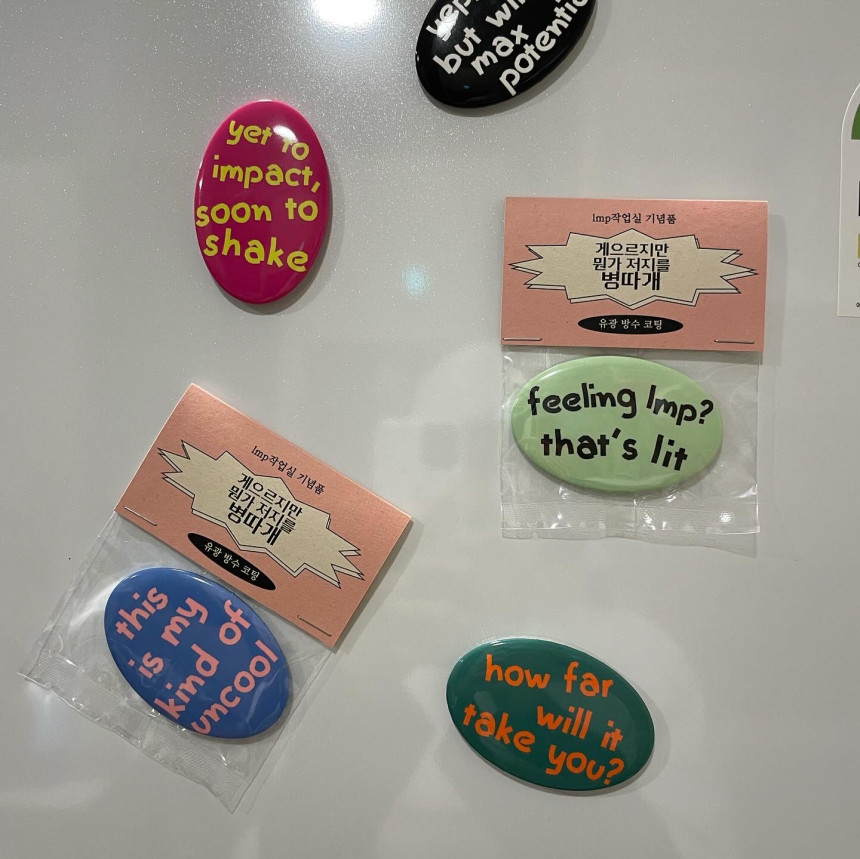 but
max
yet to
impact,
soon to
shake
lmp작업실 기념품
게으르지만
뭔가 저지를
병따개
유광 방수 코팅
feeling lmp?
that's lit
lmp작업실 기념품
게으르지만
뭔가 저지를
병따개
유광 방수 코팅
this
is my
kind of
uncool
how far
will it
take you?